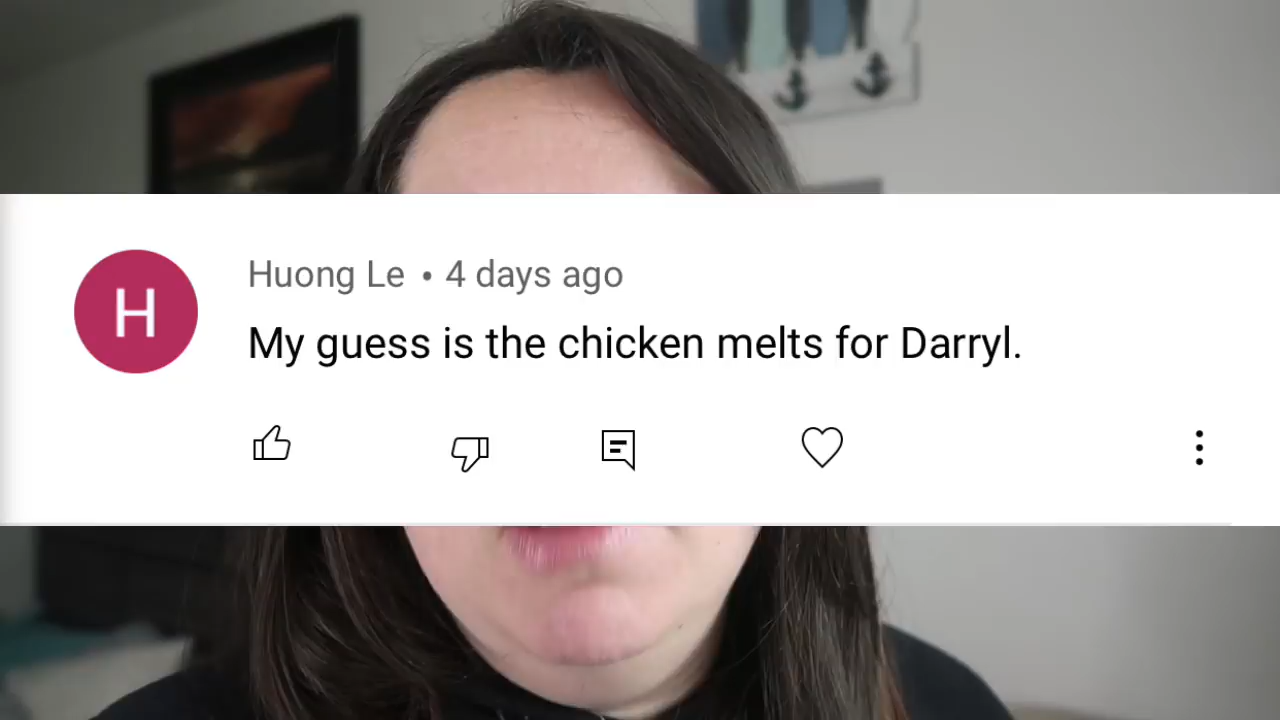 H
Huong Le • 4 days ago
My guess is the chicken melts for Darryl.